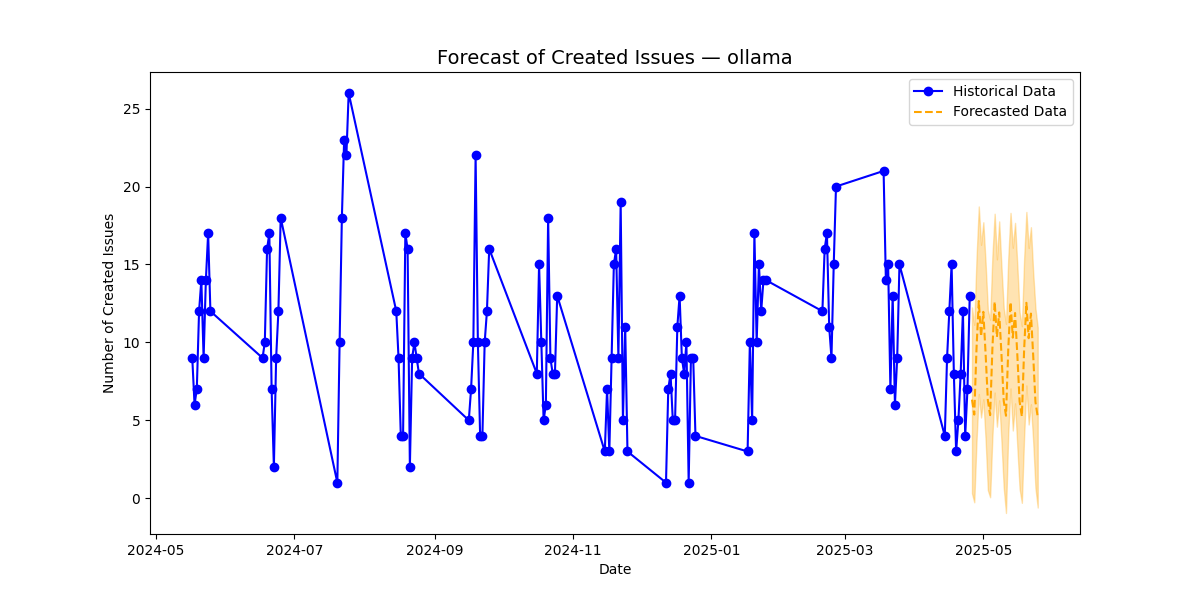 Forecast of Created Issues — ollama
Historical Data
Forecasted Data
Number of Created Issues
25
20
15
10
5
0
2024-05
2024-07
2024-09
2024-11
2025-01
2025-03
2025-05
Date